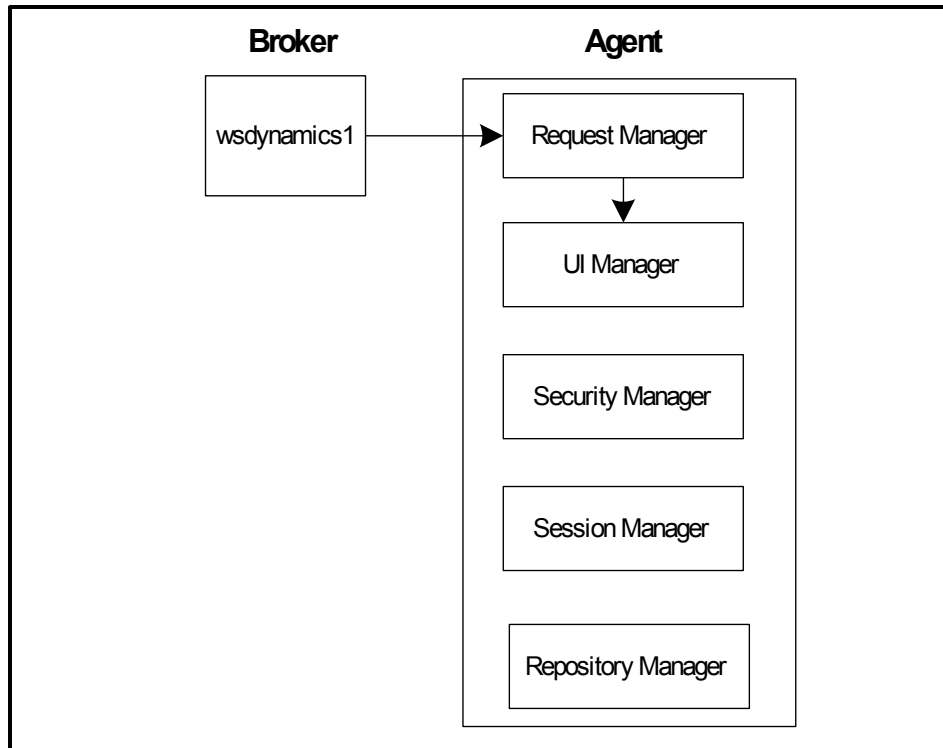 Broker
Agent
wsdynamics1
Request Manager
UI Manager
Security Manager
Session Manager
Repository Manager